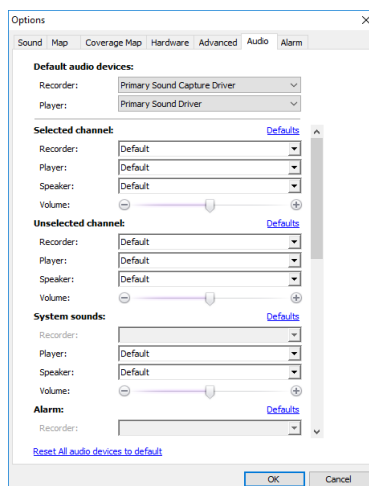 Options
Sound Map Coverage Map Hardware Advanced Audio Alarm
Default audio devices:
Recorder: Primary Sound Capture Driver
Player: Primary Sound Driver
Selected channel: Defaults
Recorder: Default
Player: Default
Speaker: Default
Volume:
Unselected channel: Defaults
Recorder: Default
Player: Default
Speaker: Default
Volume:
System sounds: Defaults
Recorder:
Player: Default
Speaker: Default
Volume:
Alarm: Defaults
Recorder:
Reset All audio devices to default
OK Cancel